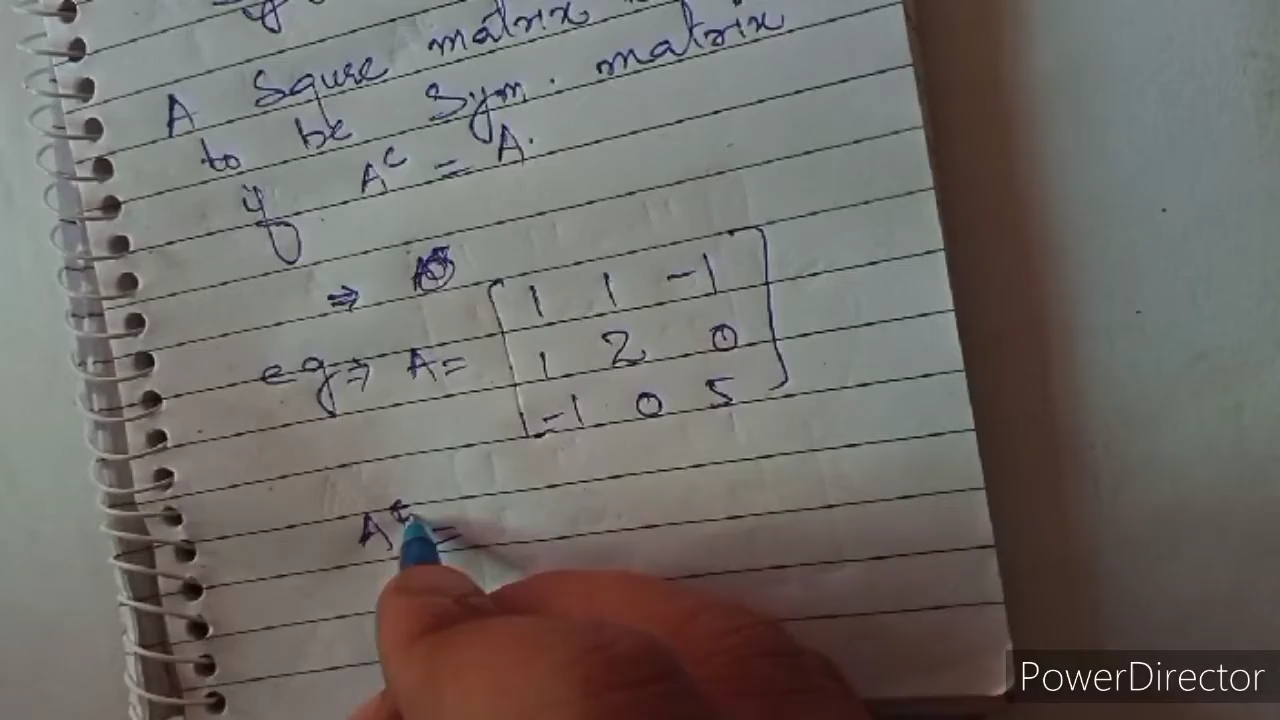 A Squre matrix
to be Sym. matrix
if A^c = A.
⇒
eg ⇒ A = [ 1 1 -1
1 2 0
-1 0 5 ]
A^c =
PowerDirector